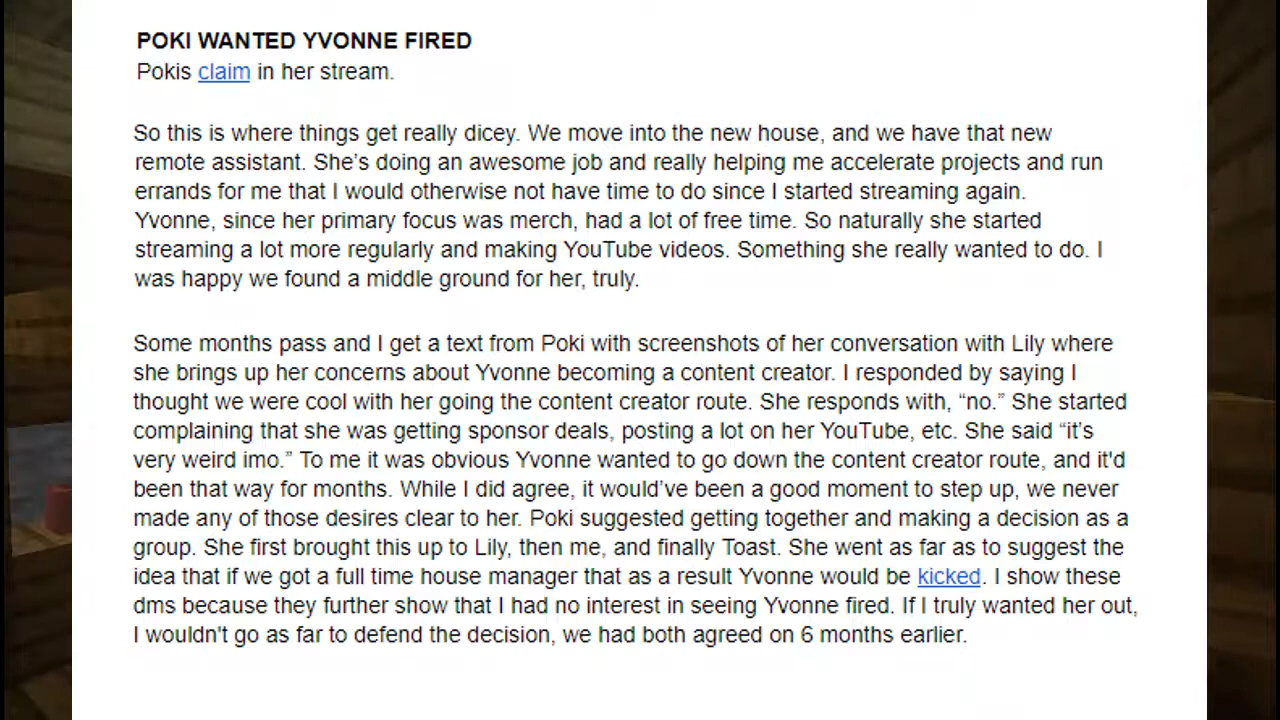 POKI WANTED YVONNE FIRED
Pokis claim in her stream.
So this is where things get really dicey. We move into the new house, and we have that new
remote assistant. She's doing an awesome job and really helping me accelerate projects and run
errands for me that I would otherwise not have time to do since I started streaming again.
Yvonne, since her primary focus was merch, had a lot of free time. So naturally she started
streaming a lot more regularly and making YouTube videos. Something she really wanted to do. I
was happy we found a middle ground for her, truly.
Some months pass and I get a text from Poki with screenshots of her conversation with Lily where
she brings up her concerns about Yvonne becoming a content creator. I responded by saying I
thought we were cool with her going the content creator route. She responds with, “no.” She started
complaining that she was getting sponsor deals, posting a lot on her YouTube, etc. She said “it’s
very weird imo.” To me it was obvious Yvonne wanted to go down the content creator route, and it'd
been that way for months. While I did agree, it would’ve been a good moment to step up, we never
made any of those desires clear to her. Poki suggested getting together and making a decision as a
group. She first brought this up to Lily, then me, and finally Toast. She went as far as to suggest the
idea that if we got a full time house manager that as a result Yvonne would be kicked. I show these
dms because they further show that I had no interest in seeing Yvonne fired. If I truly wanted her out,
I wouldn't go as far to defend the decision, we had both agreed on 6 months earlier.